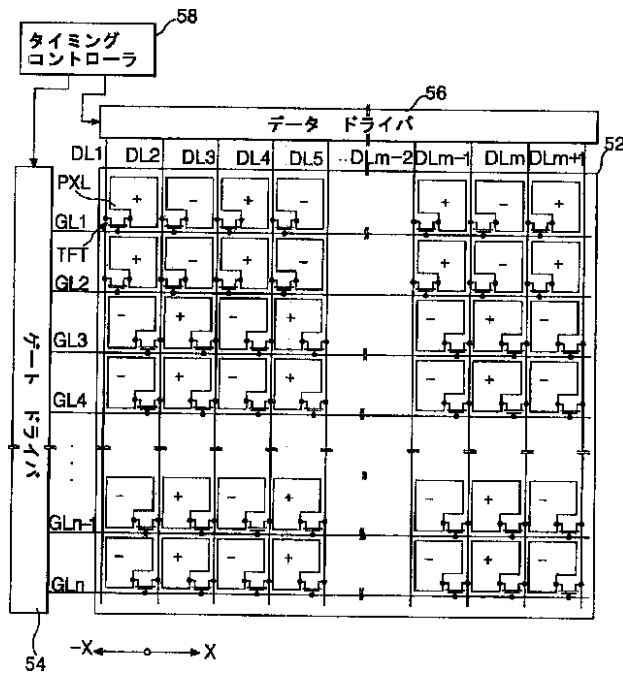 58
タイミング
コントローラ
56
データ ドライバ
52
DL1 DL2 DL3 DL4 DL5 ...DLm-2 DLm-1 DLm DLm+1
PXL
+ - + - + - +
GL1
TFT
+ - + - + - +
GL2
- + - + - + -
GL3
- + - + - + -
GL4
ゲート ドライバ
- + - + - + -
GLn-1
- + - + - + -
GLn
54
-X X